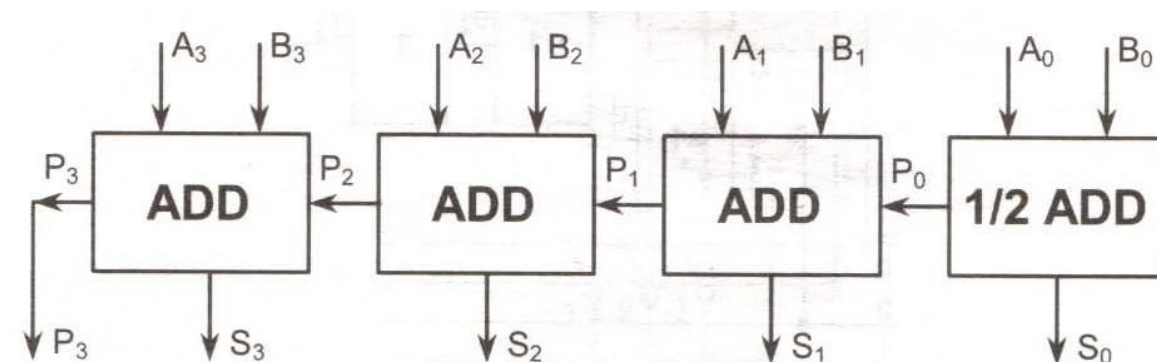 A₃ B₃ A₂ B₂ A₁ B₁ A₀ B₀
P₃ P₂ P₁ P₀
ADD ADD ADD 1/2 ADD
P₃ S₃ S₂ S₁ S₀